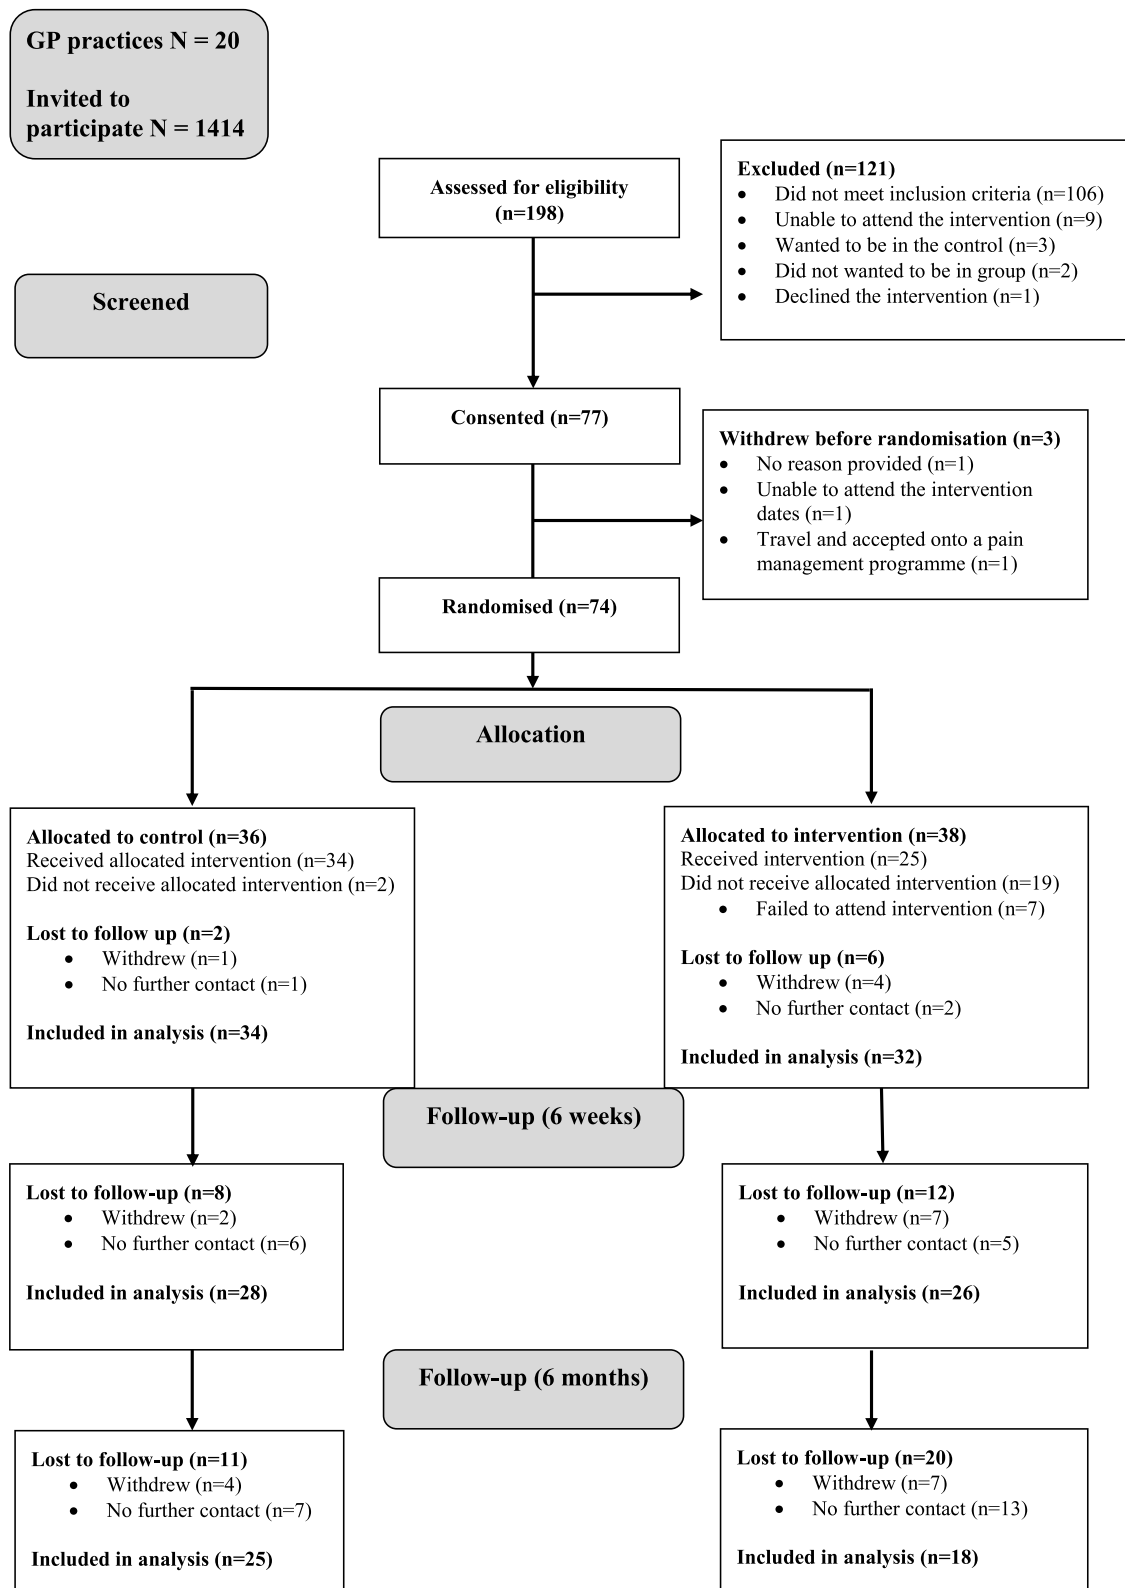 GP practices N = 20
Invited to
participate N = 1414
Assessed for eligibility
(n=198)
Excluded (n=121)
• Did not meet inclusion criteria (n=106)
• Unable to attend the intervention (n=9)
• Wanted to be in the control (n=3)
• Did not wanted to be in group (n=2)
• Declined the intervention (n=1)
Screened
Consented (n=77)
Withdrew before randomisation (n=3)
• No reason provided (n=1)
• Unable to attend the intervention
dates (n=1)
• Travel and accepted onto a pain
management programme (n=1)
Randomised (n=74)
Allocation
Allocated to control (n=36)
Received allocated intervention (n=34)
Did not receive allocated intervention (n=2)
Lost to follow up (n=2)
• Withdrew (n=1)
• No further contact (n=1)
Included in analysis (n=34)
Allocated to intervention (n=38)
Received intervention (n=25)
Did not receive allocated intervention (n=19)
• Failed to attend intervention (n=7)
Lost to follow up (n=6)
• Withdrew (n=4)
• No further contact (n=2)
Included in analysis (n=32)
Follow-up (6 weeks)
Lost to follow-up (n=8)
• Withdrew (n=2)
• No further contact (n=6)
Included in analysis (n=28)
Lost to follow-up (n=12)
• Withdrew (n=7)
• No further contact (n=5)
Included in analysis (n=26)
Follow-up (6 months)
Lost to follow-up (n=11)
• Withdrew (n=4)
• No further contact (n=7)
Included in analysis (n=25)
Lost to follow-up (n=20)
• Withdrew (n=7)
• No further contact (n=13)
Included in analysis (n=18)